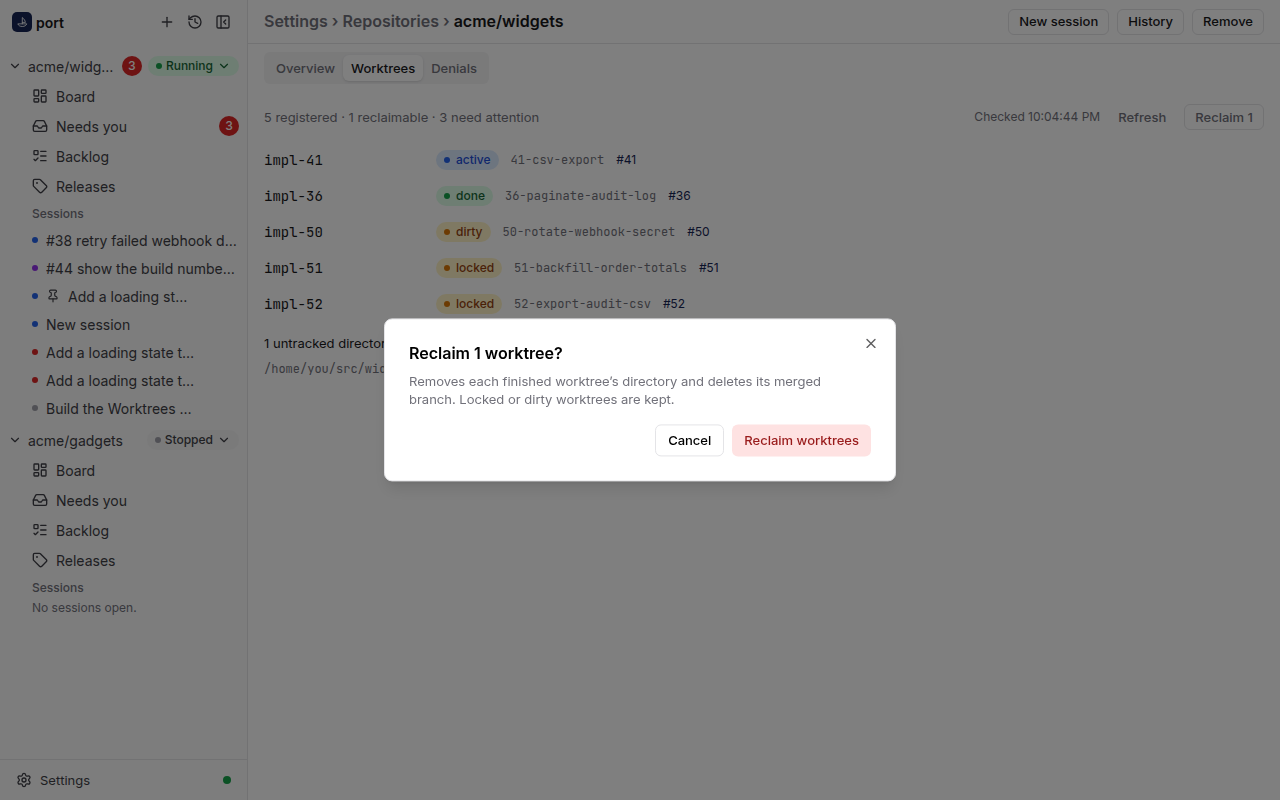 port
Settings › Repositories › acme/widgets
New session
History
Remove
acme/widg...
3
Running
Board
Needs you
3
Backlog
Releases
Sessions
#38 retry failed webhook d...
#44 show the build numbe...
Add a loading st...
New session
Add a loading state t...
Add a loading state t...
Build the Worktrees ...
acme/gadgets
Stopped
Board
Needs you
Backlog
Releases
Sessions
No sessions open.
Settings
Overview
Worktrees
Denials
5 registered · 1 reclaimable · 3 need attention
Checked 10:04:44 PM
Refresh
Reclaim 1
impl-41 active 41-csv-export #41
impl-36 done 36-paginate-audit-log #36
impl-50 dirty 50-rotate-webhook-secret #50
impl-51 locked 51-backfill-order-totals #51
impl-52 locked 52-export-audit-csv #52
1 untracked
/home/you/src/
Reclaim 1 worktree?
Removes each finished worktree’s directory and deletes its merged
branch. Locked or dirty worktrees are kept.
Cancel
Reclaim worktrees